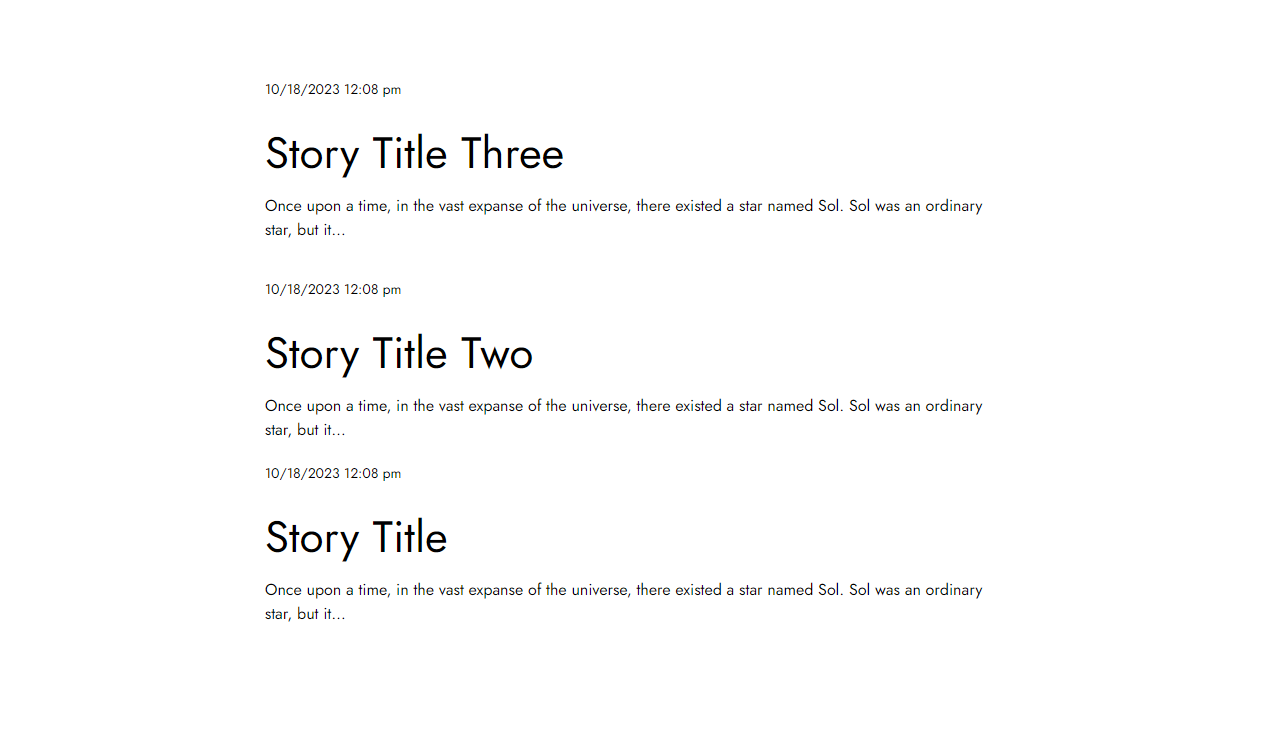 10/18/2023 12:08 pm
Story Title Three
Once upon a time, in the vast expanse of the universe, there existed a star named Sol. Sol was an ordinary
star, but it...
10/18/2023 12:08 pm
Story Title Two
Once upon a time, in the vast expanse of the universe, there existed a star named Sol. Sol was an ordinary
star, but it...
10/18/2023 12:08 pm
Story Title
Once upon a time, in the vast expanse of the universe, there existed a star named Sol. Sol was an ordinary
star, but it...